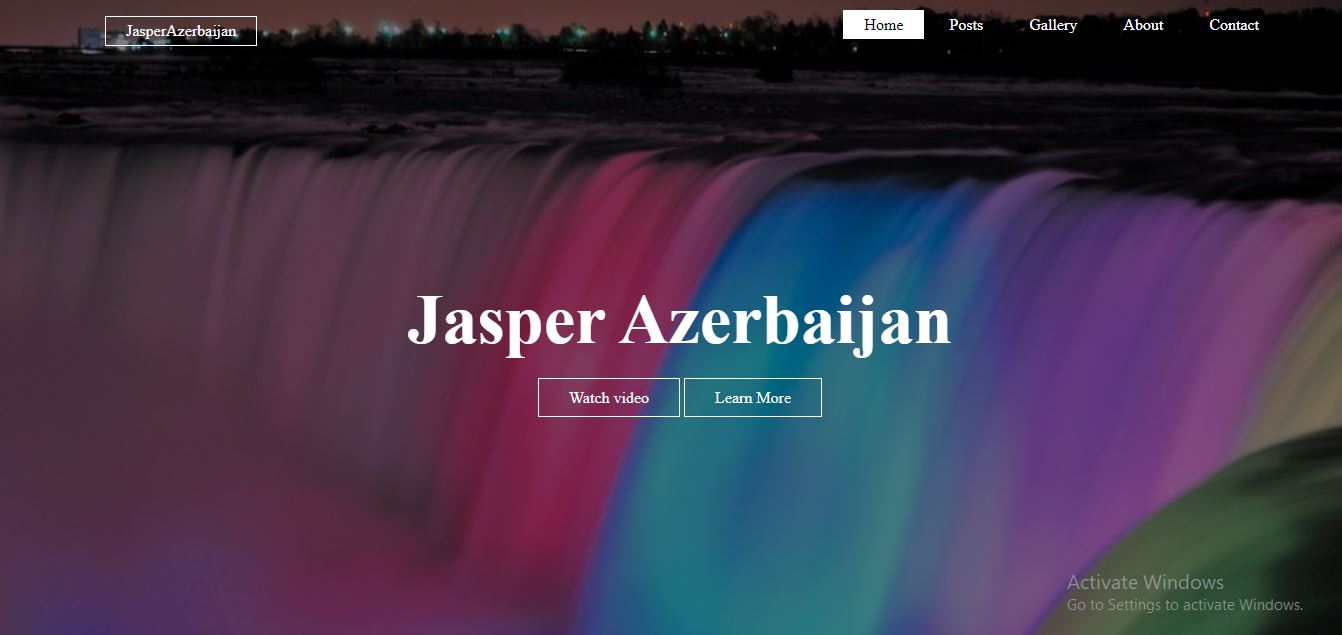 JasperAzerbaijan
Home Posts Gallery About Contact
Jasper Azerbaijan
Watch video Learn More
Activate Windows
Go to Settings to activate Windows.